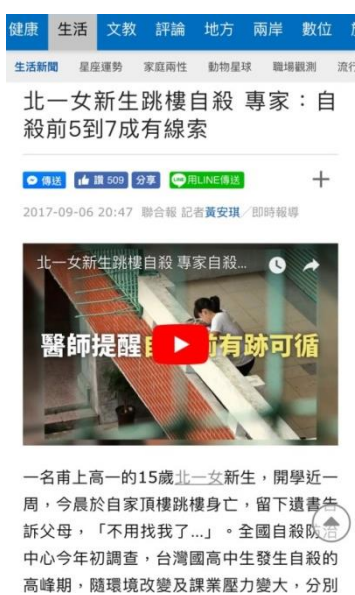 健康 生活 文教 評論 地方 兩岸 數位
生活新聞 星座運勢 家庭兩性 動物星球 職場觀測 流行
北一女新生跳樓自殺 專家：自
殺前5到7成有線索
傳送 讚 509 分享 用LINE傳送
2017-09-06 20:47 聯合報 記者黃安琪╱即時報導
北一女新生跳樓自殺 專家自殺...
醫師提醒自 前有跡可循
一名甫上高一的15歲北一女新生，開學近一
周，今晨於自家頂樓跳樓身亡，留下遺書告
訴父母，「不用找我了...」。全國自殺防治
中心今年初調查，台灣國高中生發生自殺的
高峰期，隨環境改變及課業壓力變大，分別